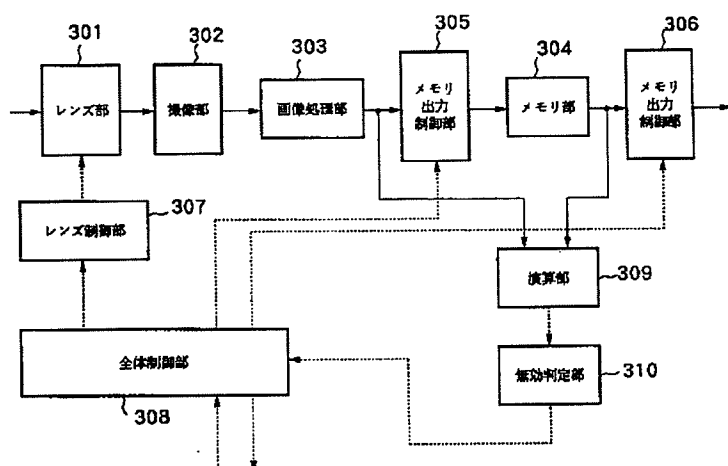 301
302
303
305
304
306
レンズ部
撮像部
画像処理部
メモリ
出力
制御部
メモリ部
メモリ
出力
制御部
307
レンズ制御部
演算部
309
全体制御部
308
無効判定部
310